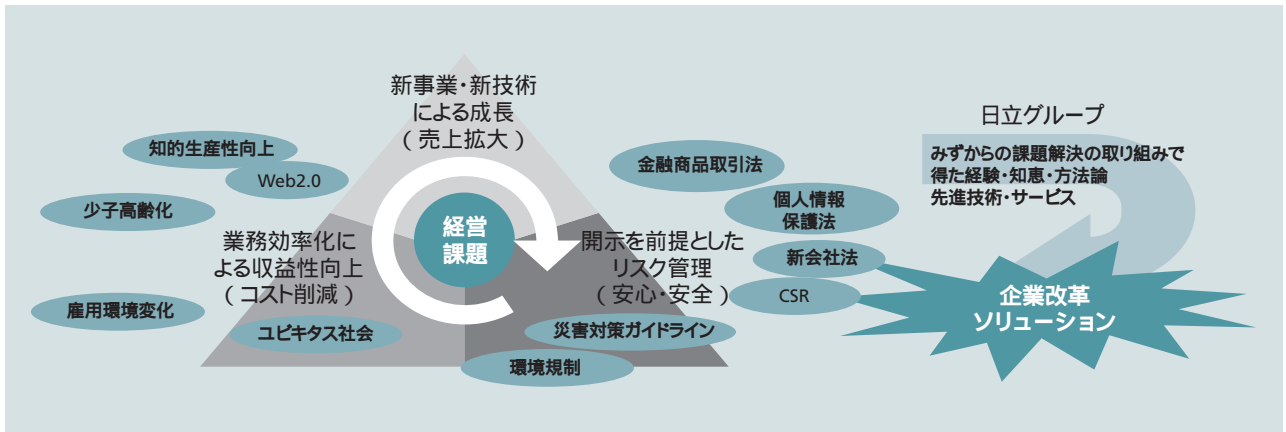 新事業・新技術
による成長
（売上拡大）
知的生産性向上
Web2.0
少子高齢化
業務効率化に
よる収益性向上
（コスト削減）
雇用環境変化
ユビキタス社会
経営
課題
開示を前提とした
リスク管理
（安心・安全）
金融商品取引法
個人情報
保護法
新会社法
CSR
災害対策ガイドライン
環境規制
日立グループ
みずからの課題解決の取り組みで
得た経験・知恵・方法論
先進技術・サービス
企業改革
ソリューション